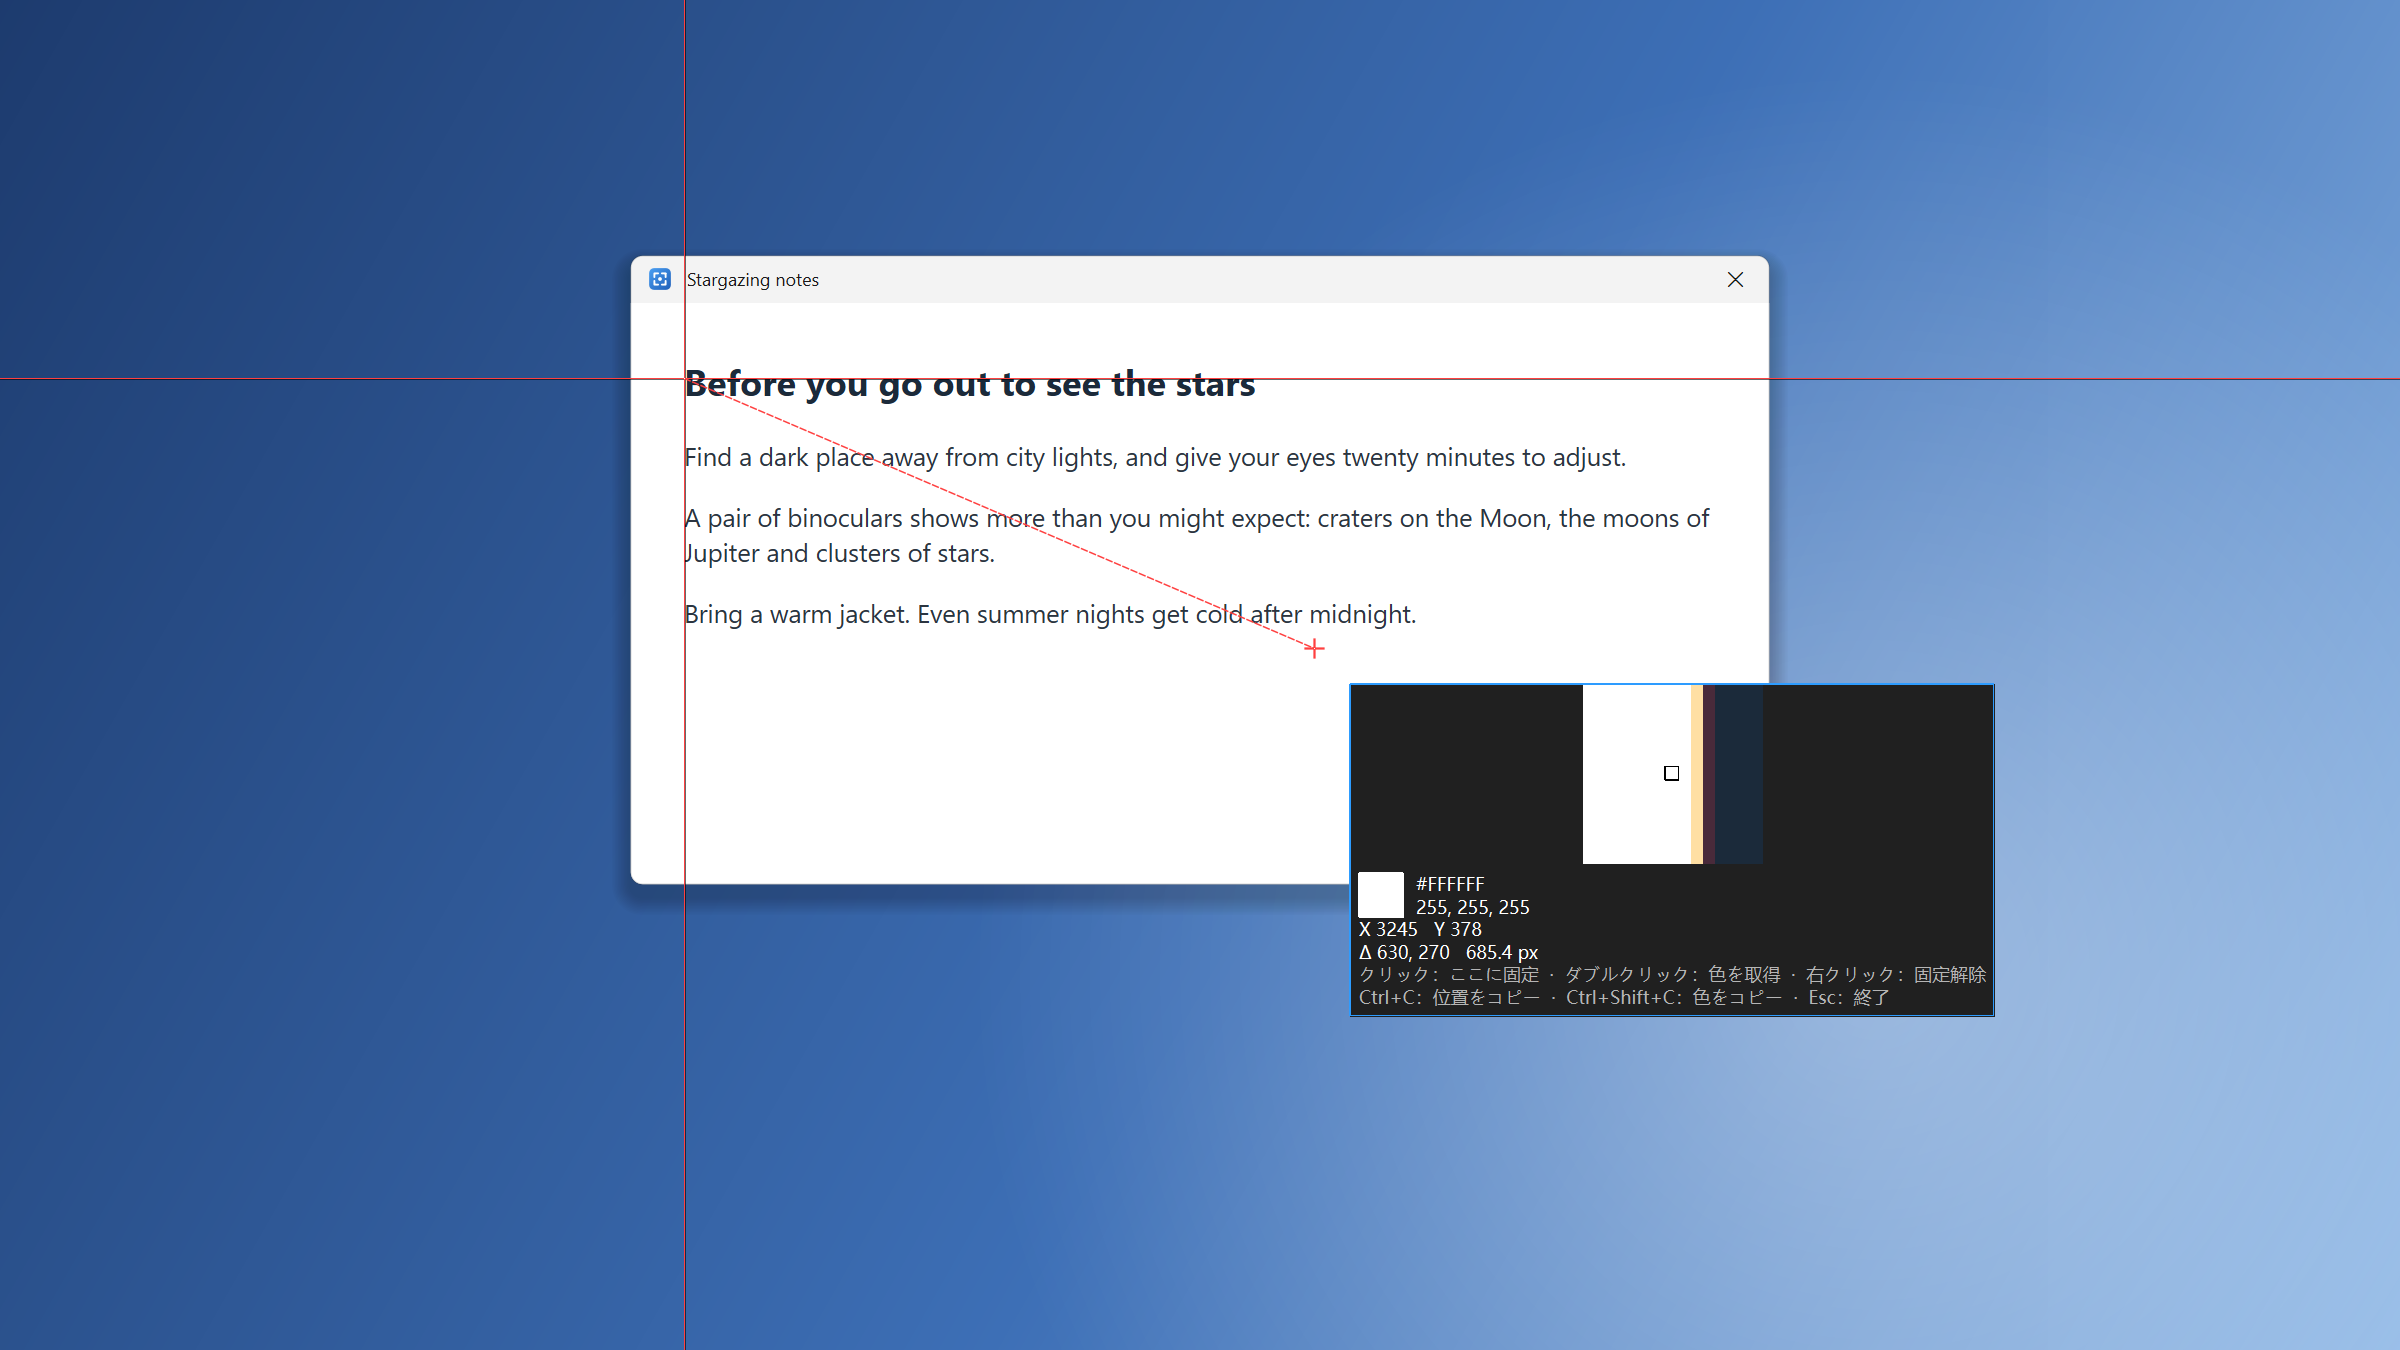 Stargazing notes
Before you go out to see the stars
Find a dark place away from city lights, and give your eyes twenty minutes to adjust.
A pair of binoculars shows more than you might expect: craters on the Moon, the moons of
Jupiter and clusters of stars.
Bring a warm jacket. Even summer nights get cold after midnight.
#FFFFFF
255, 255, 255
X 3245 Y 378
Δ 630, 270 685.4 px
クリック: ここに固定 · ダブルクリック: 色を取得 · 右クリック: 固定解除
Ctrl+C: 位置をコピー · Ctrl+Shift+C: 色をコピー · Esc: 終了